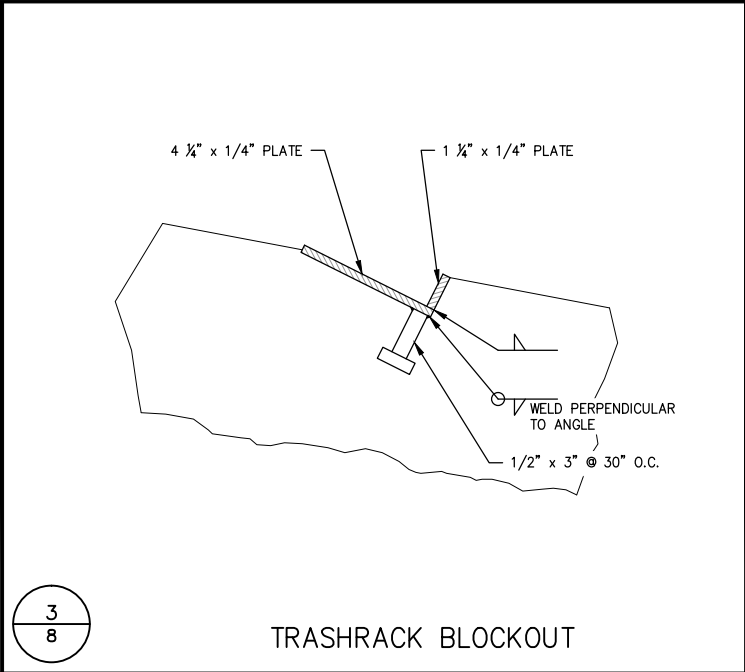 4 ¼” x 1/4” PLATE
1 ¼” x 1/4” PLATE
WELD PERPENDICULAR
TO ANGLE
1/2” x 3” @ 30” O.C.
3
8
TRASHRACK BLOCKOUT